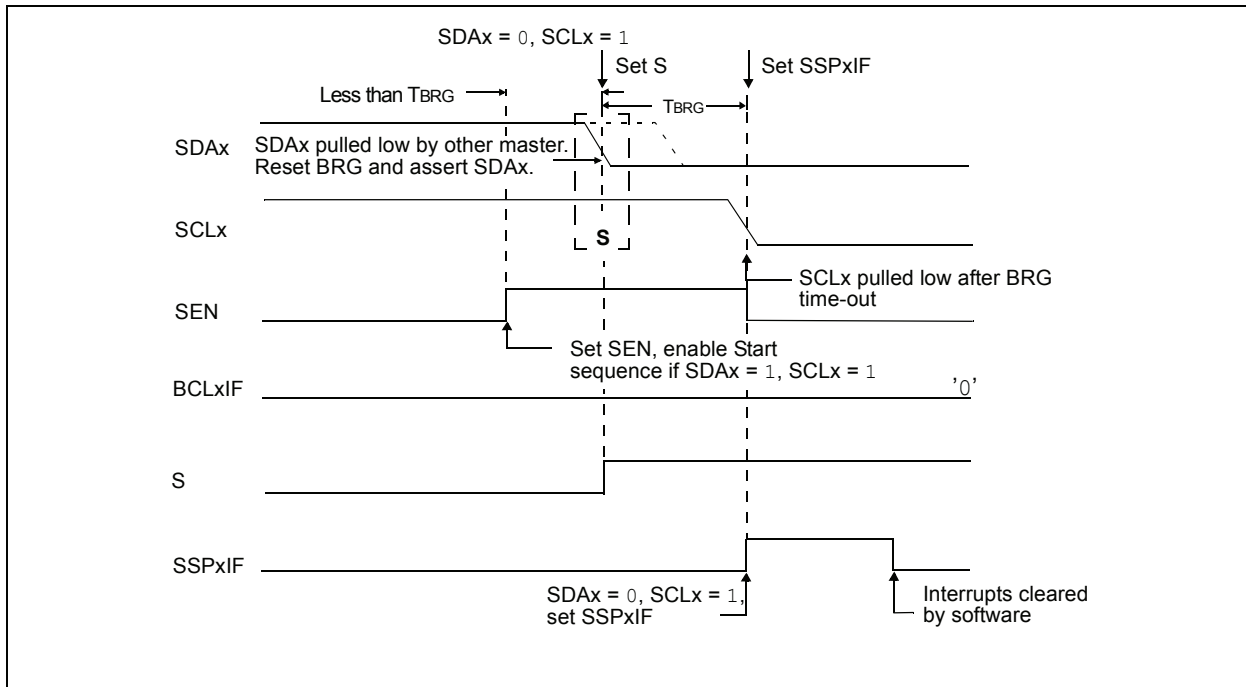 SDAx = 0, SCLx = 1
Set S
Set SSPxIF
Less than TBRG
TBRG
SDAx
SDAx pulled low by other master.
Reset BRG and assert SDAx.
SCLx
S
SCLx pulled low after BRG
time-out
SEN
Set SEN, enable Start
sequence if SDAx = 1, SCLx = 1
BCLxIF
'0'
S
SSPxIF
SDAx = 0, SCLx = 1,
set SSPxIF
Interrupts cleared
by software